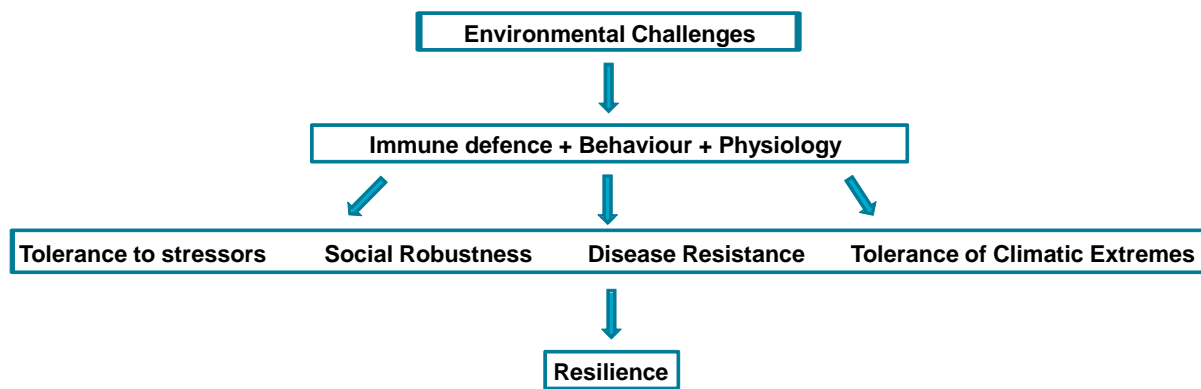 Environmental Challenges
Immune defence + Behaviour + Physiology
Tolerance to stressors Social Robustness Disease Resistance Tolerance of Climatic Extremes
Resilience